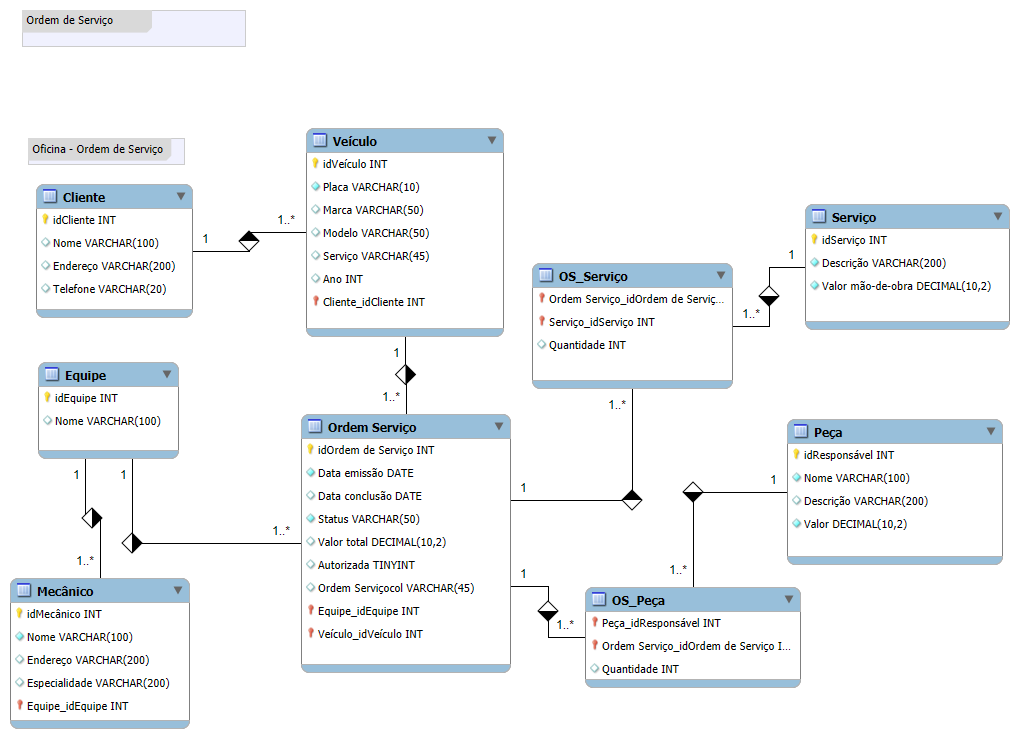 Ordem de Serviço
Oficina - Ordem de Serviço
Cliente
idCliente INT
Nome VARCHAR(100)
Endereço VARCHAR(200)
Telefone VARCHAR(20)
1
1..*
Veículo
idVeículo INT
Placa VARCHAR(10)
Marca VARCHAR(50)
Modelo VARCHAR(50)
Serviço VARCHAR(45)
Ano INT
Cliente_idCliente INT
1
1..*
Equipe
idEquipe INT
Nome VARCHAR(100)
1
1
1..*
1..*
Mecânico
idMecânico INT
Nome VARCHAR(100)
Endereço VARCHAR(200)
Especialidade VARCHAR(200)
Equipe_idEquipe INT
Ordem Serviço
idOrdem de Serviço INT
Data emissão DATE
Data conclusão DATE
Status VARCHAR(50)
Valor total DECIMAL(10,2)
Autorizada TINYINT
Ordem Serviçocol VARCHAR(45)
Equipe_idEquipe INT
Veículo_idVeículo INT
1
1..*
1
1..*
OS_Serviço
Ordem Serviço_idOrdem de Serviç...
Serviço_idServiço INT
Quantidade INT
1..*
1
Serviço
idServiço INT
Descrição VARCHAR(200)
Valor mão-de-obra DECIMAL(10,2)
Peça
idResponsável INT
Nome VARCHAR(100)
Descrição VARCHAR(200)
Valor DECIMAL(10,2)
1
1..*
OS_Peça
Peça_idResponsável INT
Ordem Serviço_idOrdem de Serviço I...
Quantidade INT